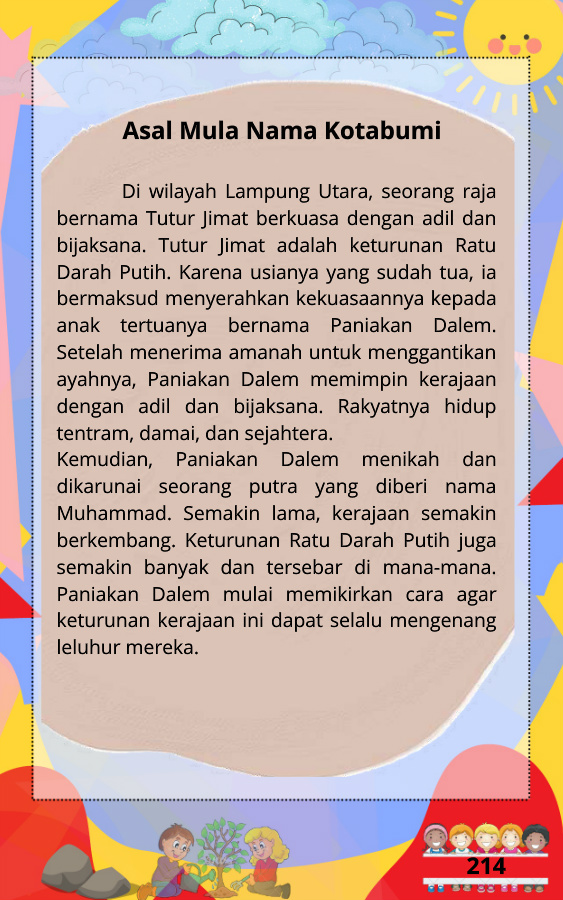 Asal Mula Nama Kotabumi
Di wilayah Lampung Utara, seorang raja
bernama Tutur Jimat berkuasa dengan adil dan
bijaksana. Tutur Jimat adalah keturunan Ratu
Darah Putih. Karena usianya yang sudah tua, ia
bermaksud menyerahkan kekuasaannya kepada
anak tertuanya bernama Paniakan Dalem.
Setelah menerima amanah untuk menggantikan
ayahnya, Paniakan Dalem memimpin kerajaan
dengan adil dan bijaksana. Rakyatnya hidup
tentram, damai, dan sejahtera.
Kemudian, Paniakan Dalem menikah dan
dikarunai seorang putra yang diberi nama
Muhammad. Semakin lama, kerajaan semakin
berkembang. Keturunan Ratu Darah Putih juga
semakin banyak dan tersebar di mana-mana.
Paniakan Dalem mulai memikirkan cara agar
keturunan kerajaan ini dapat selalu mengenang
leluhur mereka.
214